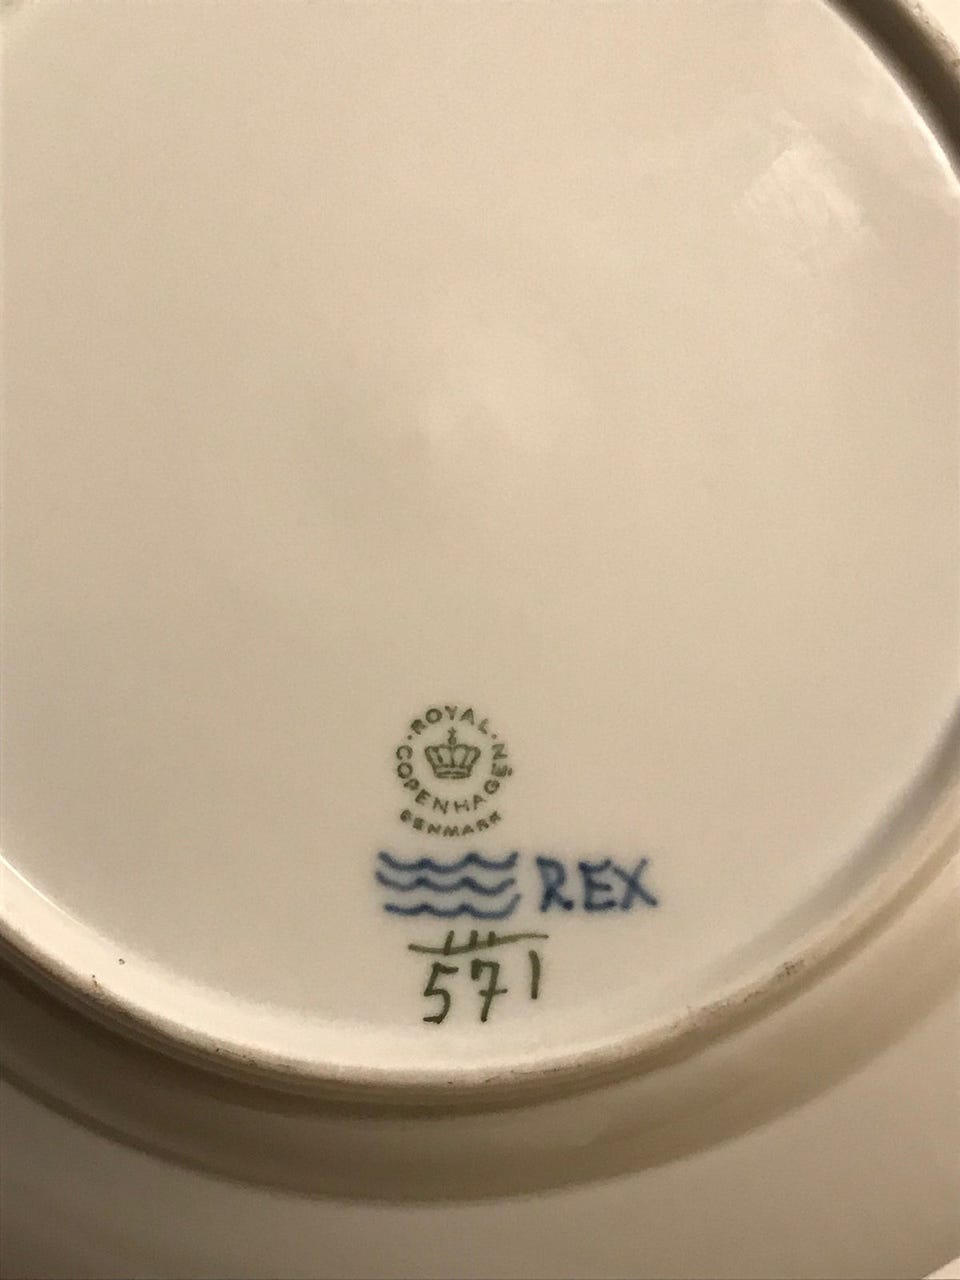 ROYAL
COPENHAGEN
DENMARK
REX
571